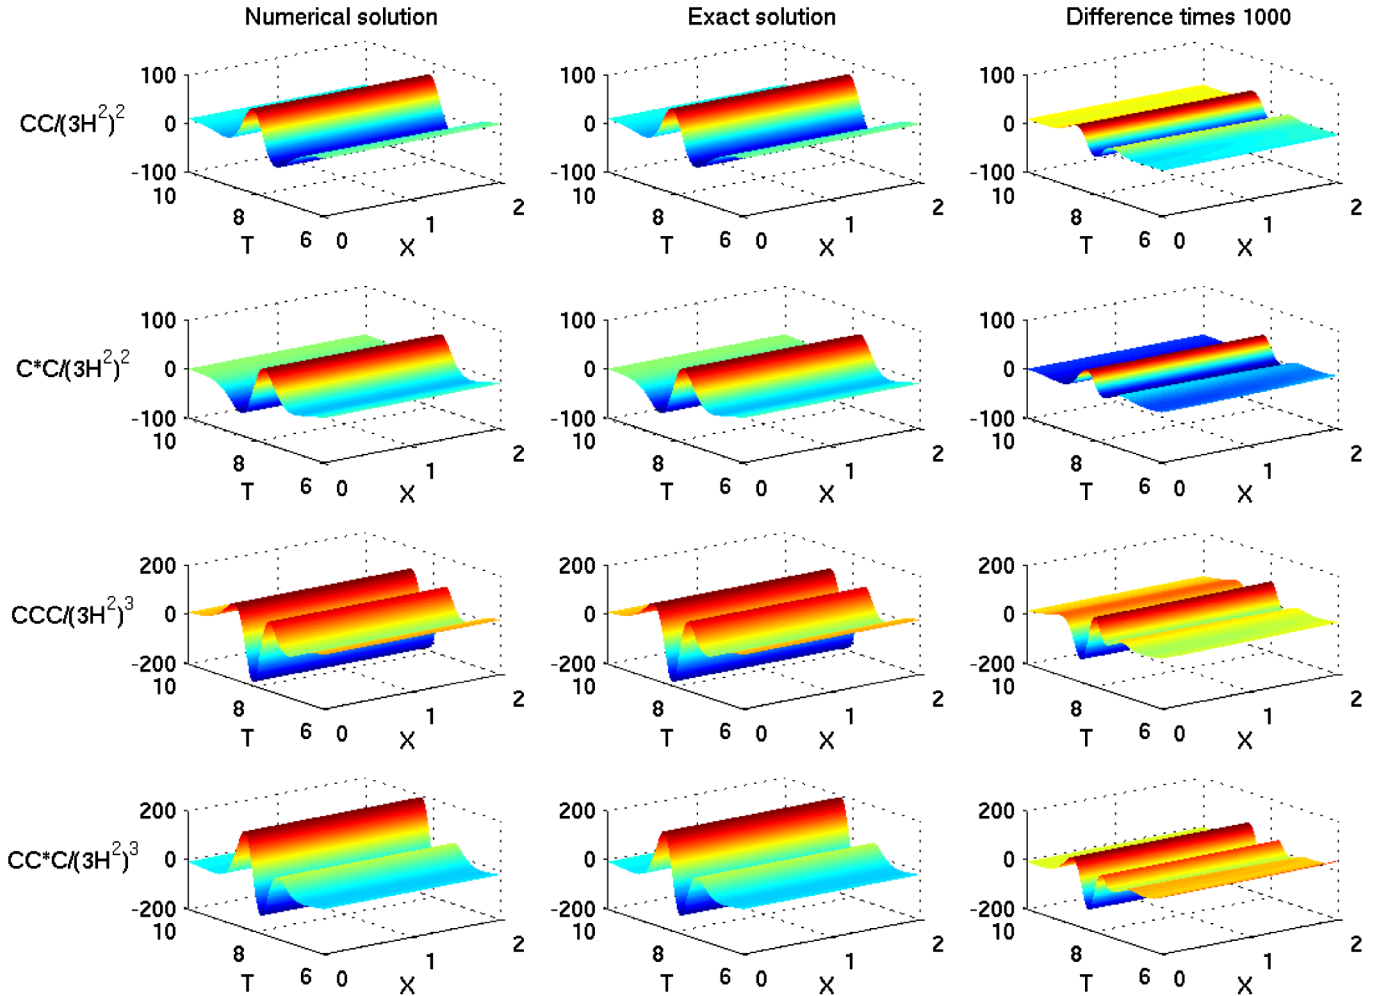 Numerical solution Exact solution Difference times 1000
100 100 100
CC/(3H²)² 0 0 0
-100 -100 -100
10 10 10
8 2 8 2 8 2
T 6 0 1 T 6 0 1 T 6 0 1
X X X
100 100 100
C*C/(3H²)² 0 0 0
-100 -100 -100
10 10 10
8 2 8 2 8 2
T 6 0 1 T 6 0 1 T 6 0 1
X X X
200 200 200
CCC/(3H²)³ 0 0 0
-200 -200 -200
10 10 10
8 2 8 2 8 2
T 6 0 1 T 6 0 1 T 6 0 1
X X X
200 200 200
CC*C/(3H²)³ 0 0 0
-200 -200 -200
10 10 10
8 2 8 2 8 2
T 6 0 1 T 6 0 1 T 6 0 1
X X X